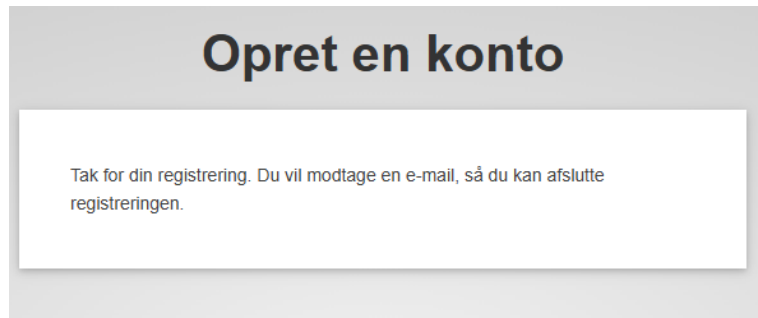 Opret en konto
Tak for din registrering. Du vil modtage en e-mail, så du kan afslutte
registreringen.